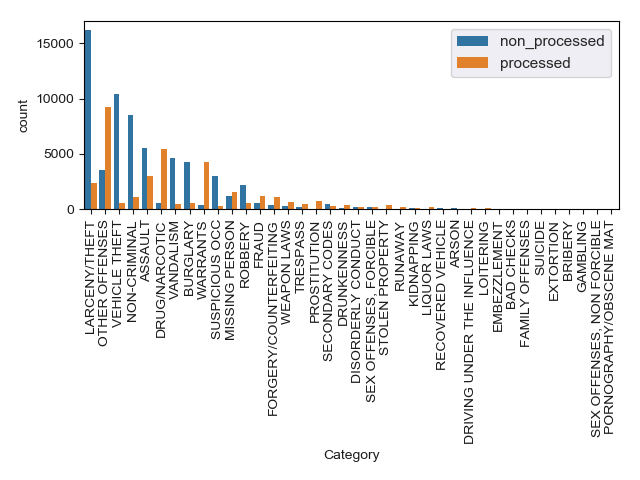 15000
10000
5000
0
count
non_processed
processed
LARCENY/THEFT
OTHER OFFENSES
VEHICLE THEFT
NON-CRIMINAL
ASSAULT
DRUG/NARCOTIC
VANDALISM
BURGLARY
WARRANTS
SUSPICIOUS OCC
MISSING PERSON
ROBBERY
FRAUD
FORGERY/COUNTERFEITING
WEAPON LAWS
TRESPASS
PROSTITUTION
SECONDARY CODES
DRUNKENNESS
DISORDERLY CONDUCT
SEX OFFENSES, FORCIBLE
STOLEN PROPERTY
RUNAWAY
KIDNAPPING
LIQUOR LAWS
RECOVERED VEHICLE
ARSON
DRIVING UNDER THE INFLUENCE
LOITERING
EMBEZZLEMENT
BAD CHECKS
FAMILY OFFENSES
SUICIDE
EXTORTION
BRIBERY
GAMBLING
SEX OFFENSES, NON FORCIBLE
PORNOGRAPHY/OBSCENE MAT
Category